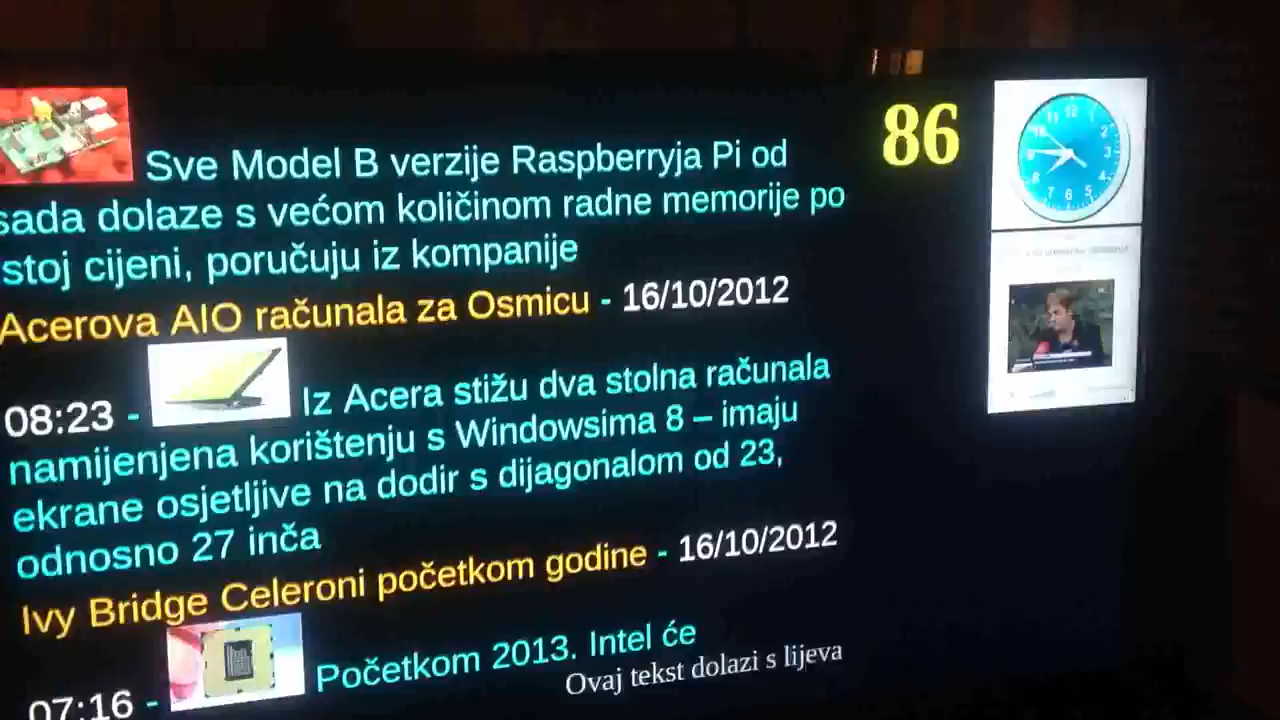 Sve Model B verzije Raspberryja Pi od
sada dolaze s većom količinom radne memorije po
istoj cijeni, poručuju iz kompanije
Acerova AIO računala za Osmicu - 16/10/2012
08:23 - Iz Acera stižu dva stolna računala
namijenjena korištenju s Windowsima 8 – imaju
ekrane osjetljive na dodir s dijagonalom od 23,
odnosno 27 inča
Ivy Bridge Celeroni početkom godine - 16/10/2012
07:16 - Početkom 2013. Intel će
Ovaj tekst dolazi s lijeva
86